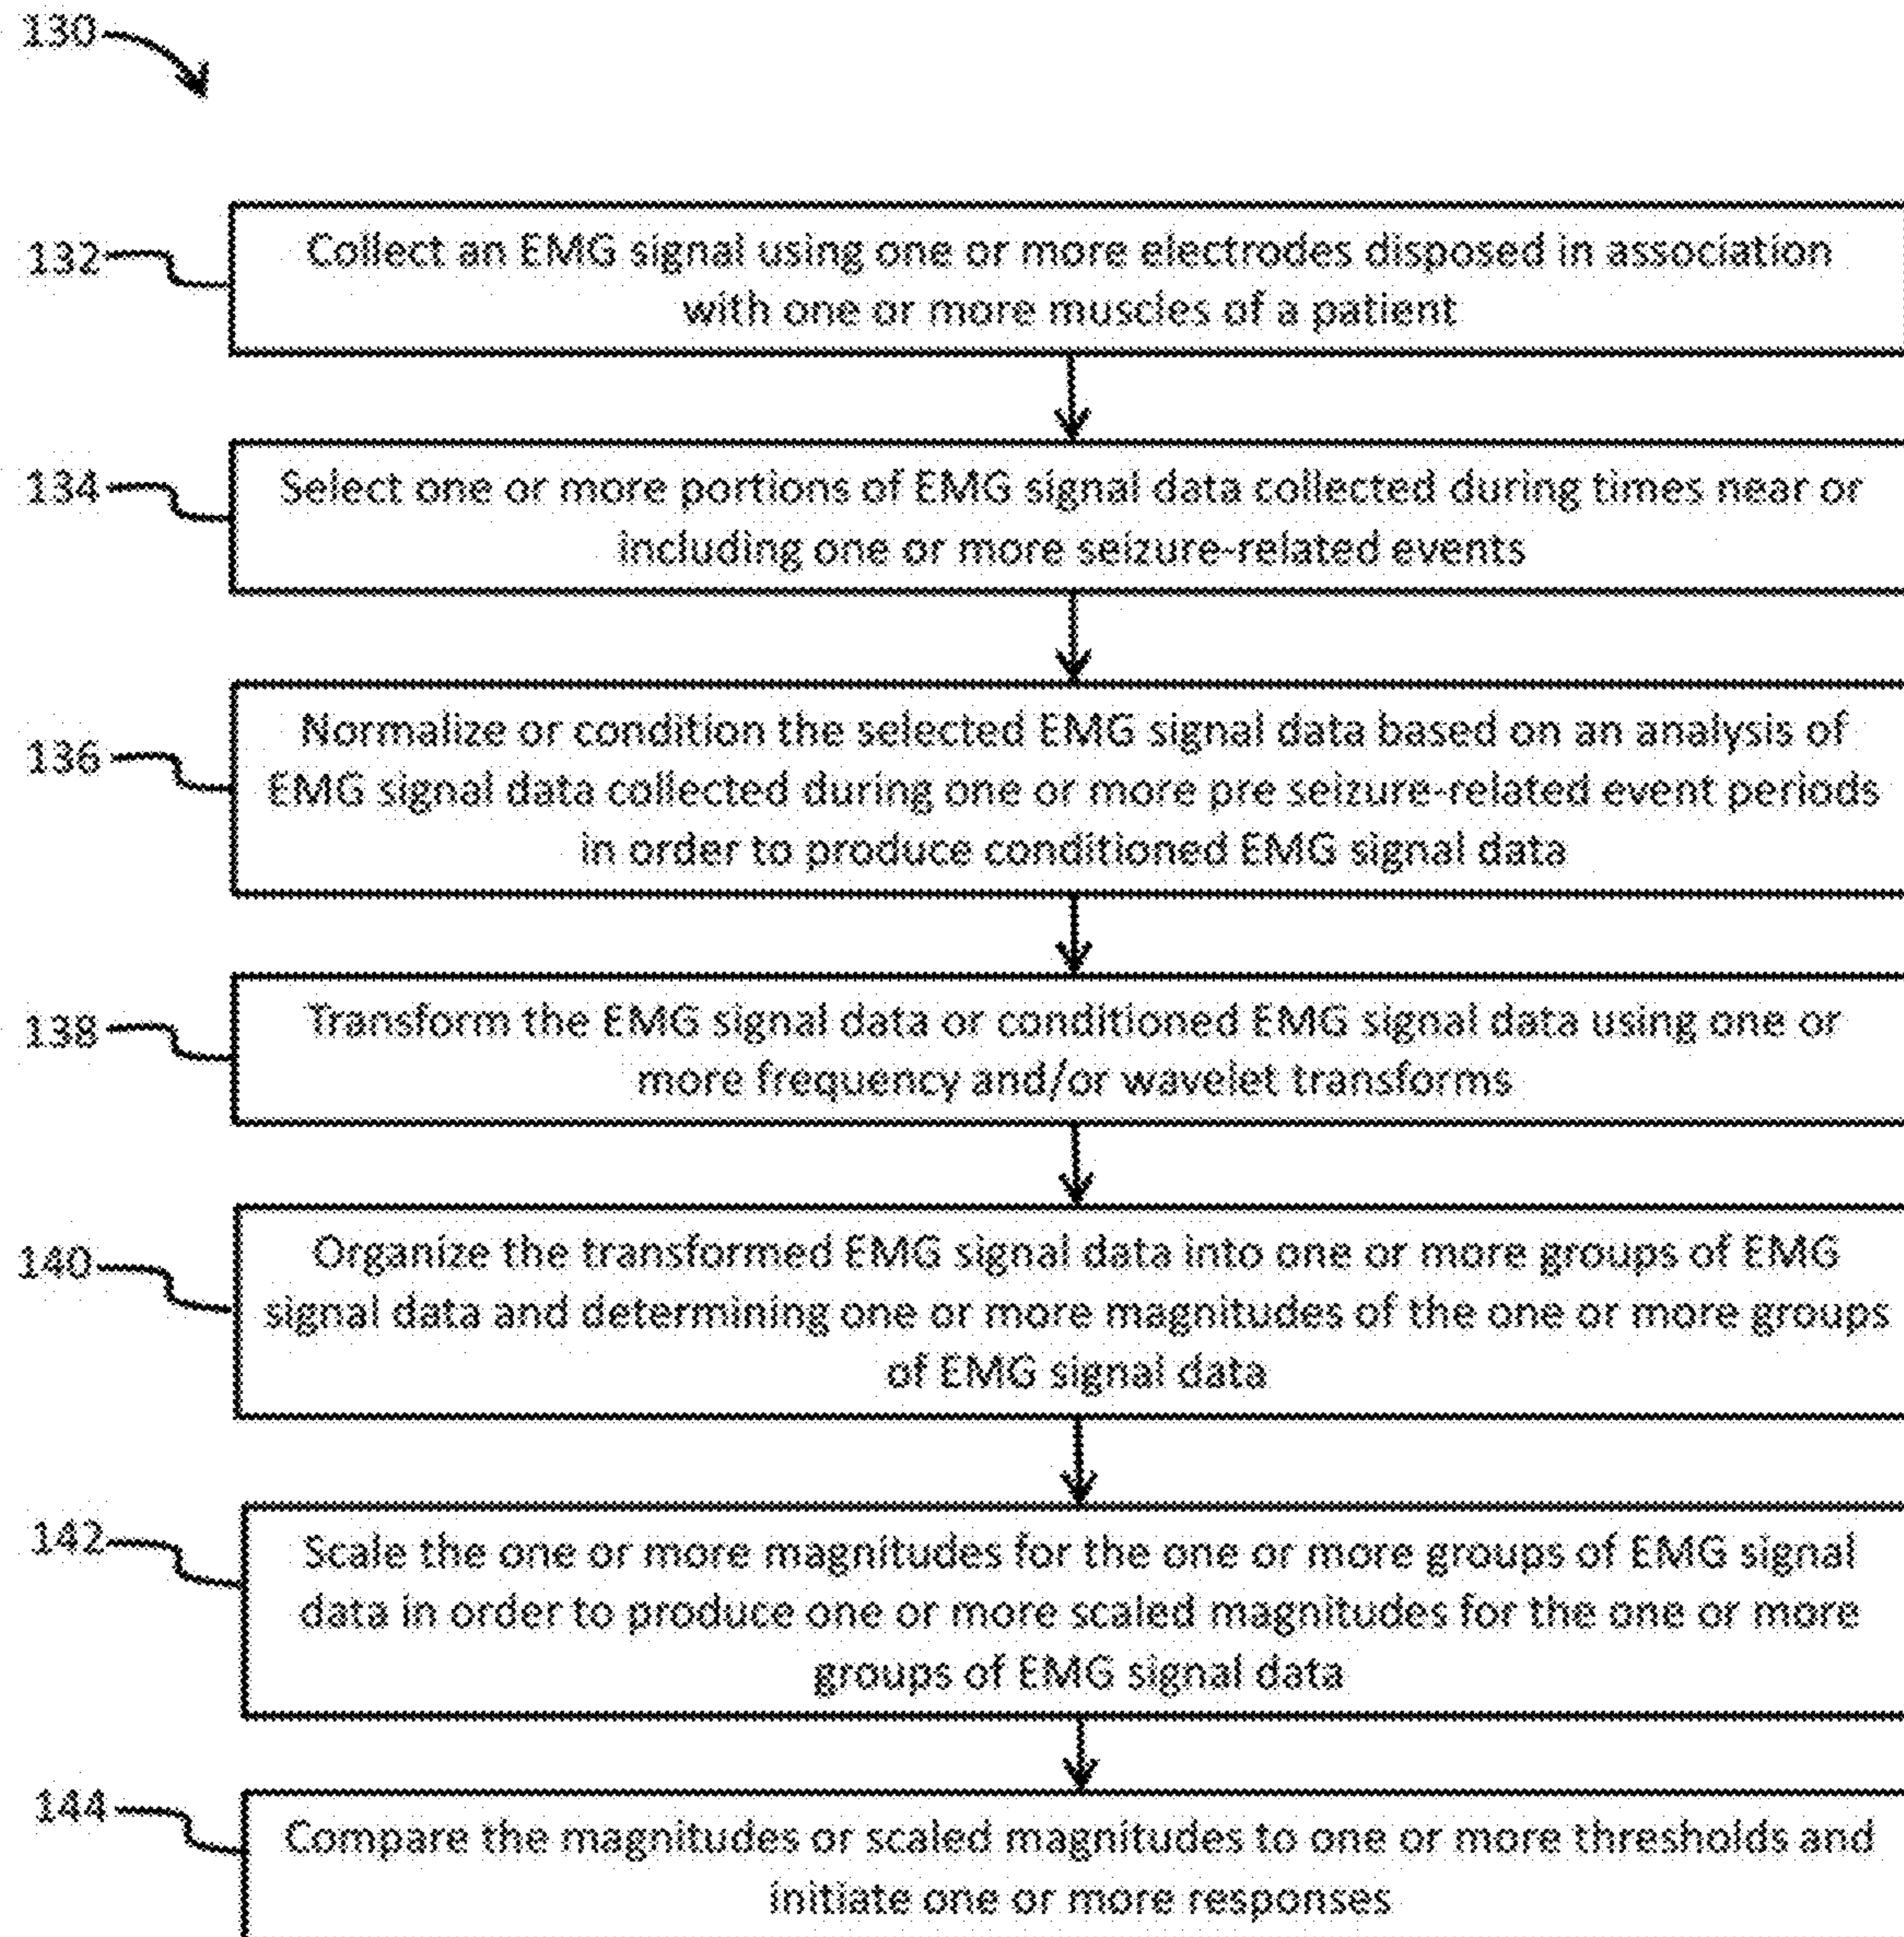 130
132
Collect an EMG signal using one or more electrodes disposed in association
with one or more muscles of a patient
134
Select one or more portions of EMG signal data collected during times near or
including one or more seizure-related events
136
Normalize or condition the selected EMG signal data based on an analysis of
EMG signal data collected during one or more pre seizure-related event periods
in order to produce conditioned EMG signal data
138
Transform the EMG signal data or conditioned EMG signal data using one or
more frequency and/or wavelet transforms
140
Organize the transformed EMG signal data into one or more groups of EMG
signal data and determining one or more magnitudes of the one or more groups
of EMG signal data
142
Scale the one or more magnitudes for the one or more groups of EMG signal
data in order to produce one or more scaled magnitudes for the one or more
groups of EMG signal data
144
Compare the magnitudes or scaled magnitudes to one or more thresholds and
initiate one or more responses